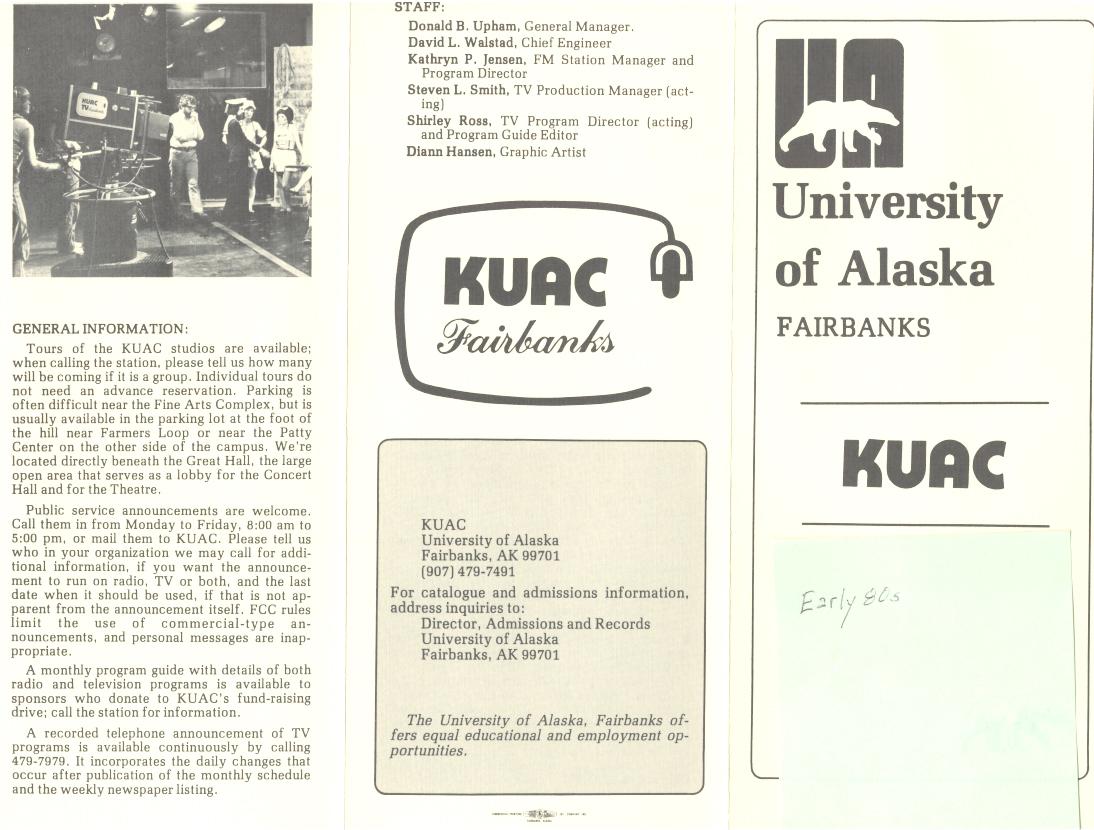 KUAC
TV
GENERAL INFORMATION:
Tours of the KUAC studios are available;
when calling the station, please tell us how many
will be coming if it is a group. Individual tours do
not need an advance reservation. Parking is
often difficult near the Fine Arts Complex, but is
usually available in the parking lot at the foot of
the hill near Farmers Loop or near the Patty
Center on the other side of the campus. We're
located directly beneath the Great Hall, the large
open area that serves as a lobby for the Concert
Hall and for the Theatre.
Public service announcements are welcome.
Call them in from Monday to Friday, 8:00 am to
5:00 pm, or mail them to KUAC. Please tell us
who in your organization we may call for addi-
tional information, if you want the announce-
ment to run on radio, TV or both, and the last
date when it should be used, if that is not ap-
parent from the announcement itself. FCC rules
limit the use of commercial-type an-
nouncements, and personal messages are inap-
propriate.
A monthly program guide with details of both
radio and television programs is available to
sponsors who donate to KUAC's fund-raising
drive; call the station for information.
A recorded telephone announcement of TV
programs is available continuously by calling
479-7979. It incorporates the daily changes that
occur after publication of the monthly schedule
and the weekly newspaper listing.
STAFF:
Donald B. Upham, General Manager.
David L. Walstad, Chief Engineer
Kathryn P. Jensen, FM Station Manager and
Program Director
Steven L. Smith, TV Production Manager (act-
ing)
Shirley Ross, TV Program Director (acting)
and Program Guide Editor
Diann Hansen, Graphic Artist
KUAC
Fairbanks
KUAC
University of Alaska
Fairbanks, AK 99701
(907) 479-7491
For catalogue and admissions information,
address inquiries to:
Director, Admissions and Records
University of Alaska
Fairbanks, AK 99701
The University of Alaska, Fairbanks of-
fers equal educational and employment op-
portunities.
UA
University
of Alaska
FAIRBANKS
KUAC
Early 80s